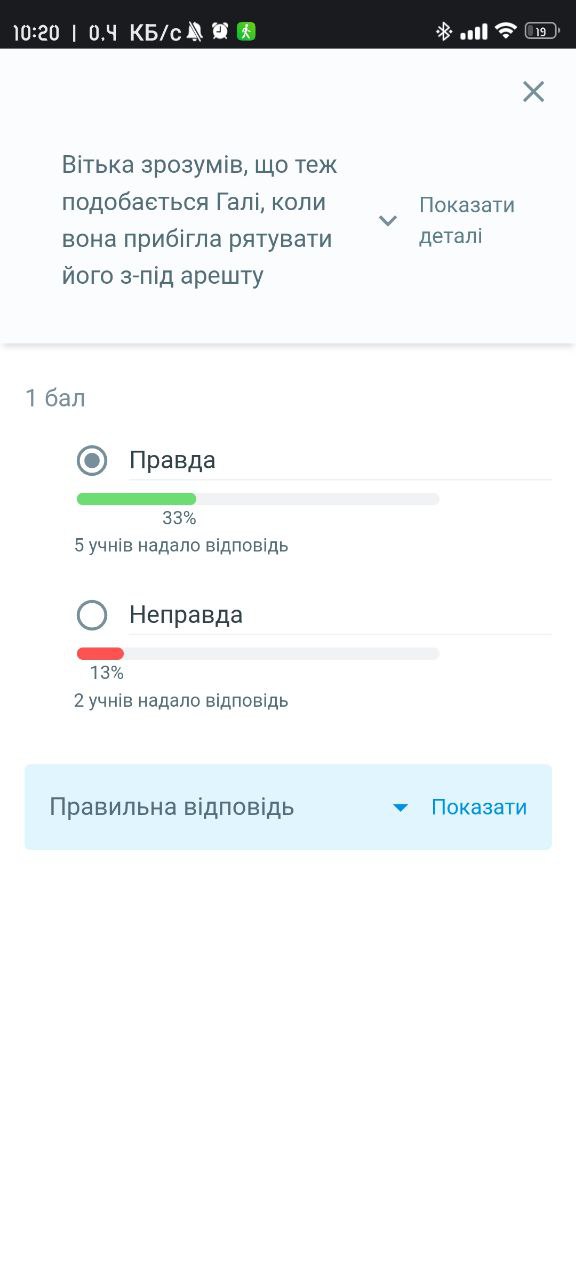 10:20 | 0.4 КБ/с
19
Вітька зрозумів, що теж
подобається Галі, коли
вона прибігла рятувати
його з-під арешту
Показати
деталі
1 бал
Правда
33%
5 учнів надало відповідь
Неправда
13%
2 учнів надало відповідь
Правильна відповідь
Показати